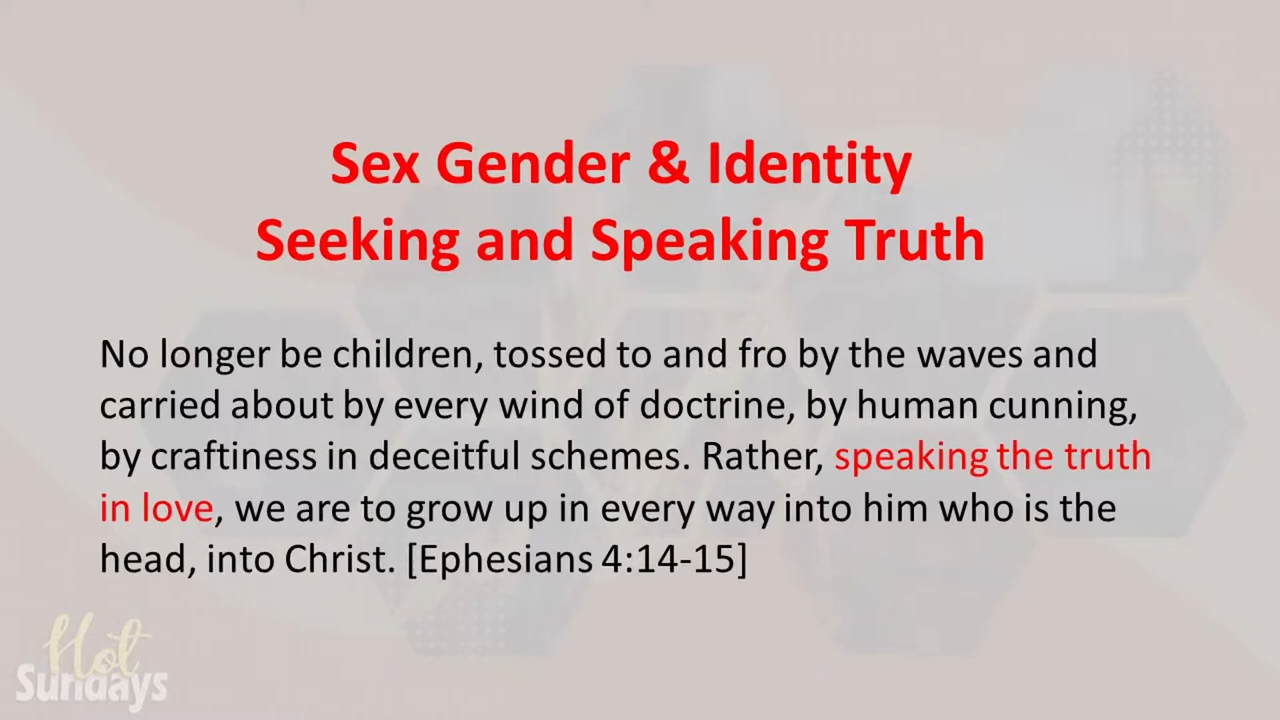 Sex Gender & Identity
Seeking and Speaking Truth
No longer be children, tossed to and fro by the waves and
carried about by every wind of doctrine, by human cunning,
by craftiness in deceitful schemes. Rather, speaking the truth
in love, we are to grow up in every way into him who is the
head, into Christ. [Ephesians 4:14-15]
Hot
Sundays